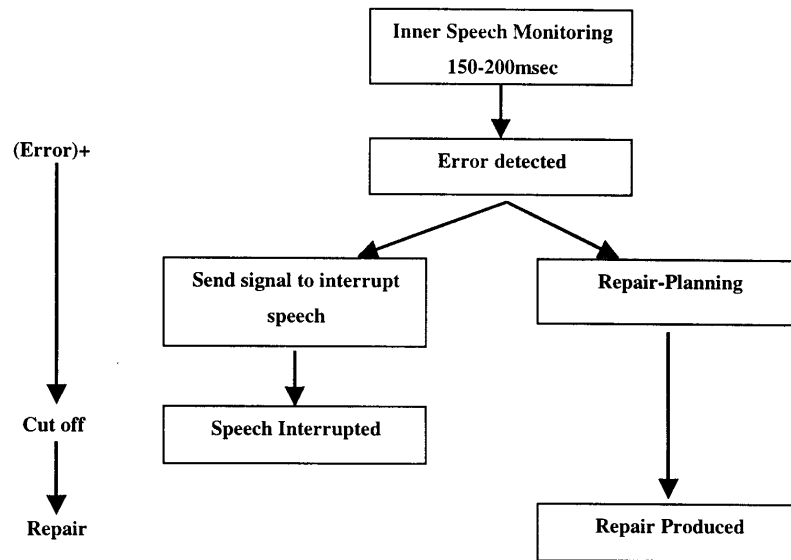 Inner Speech Monitoring
150-200msec
(Error)+
Error detected
Send signal to interrupt
speech
Repair-Planning
Cut off
Speech Interrupted
Repair
Repair Produced